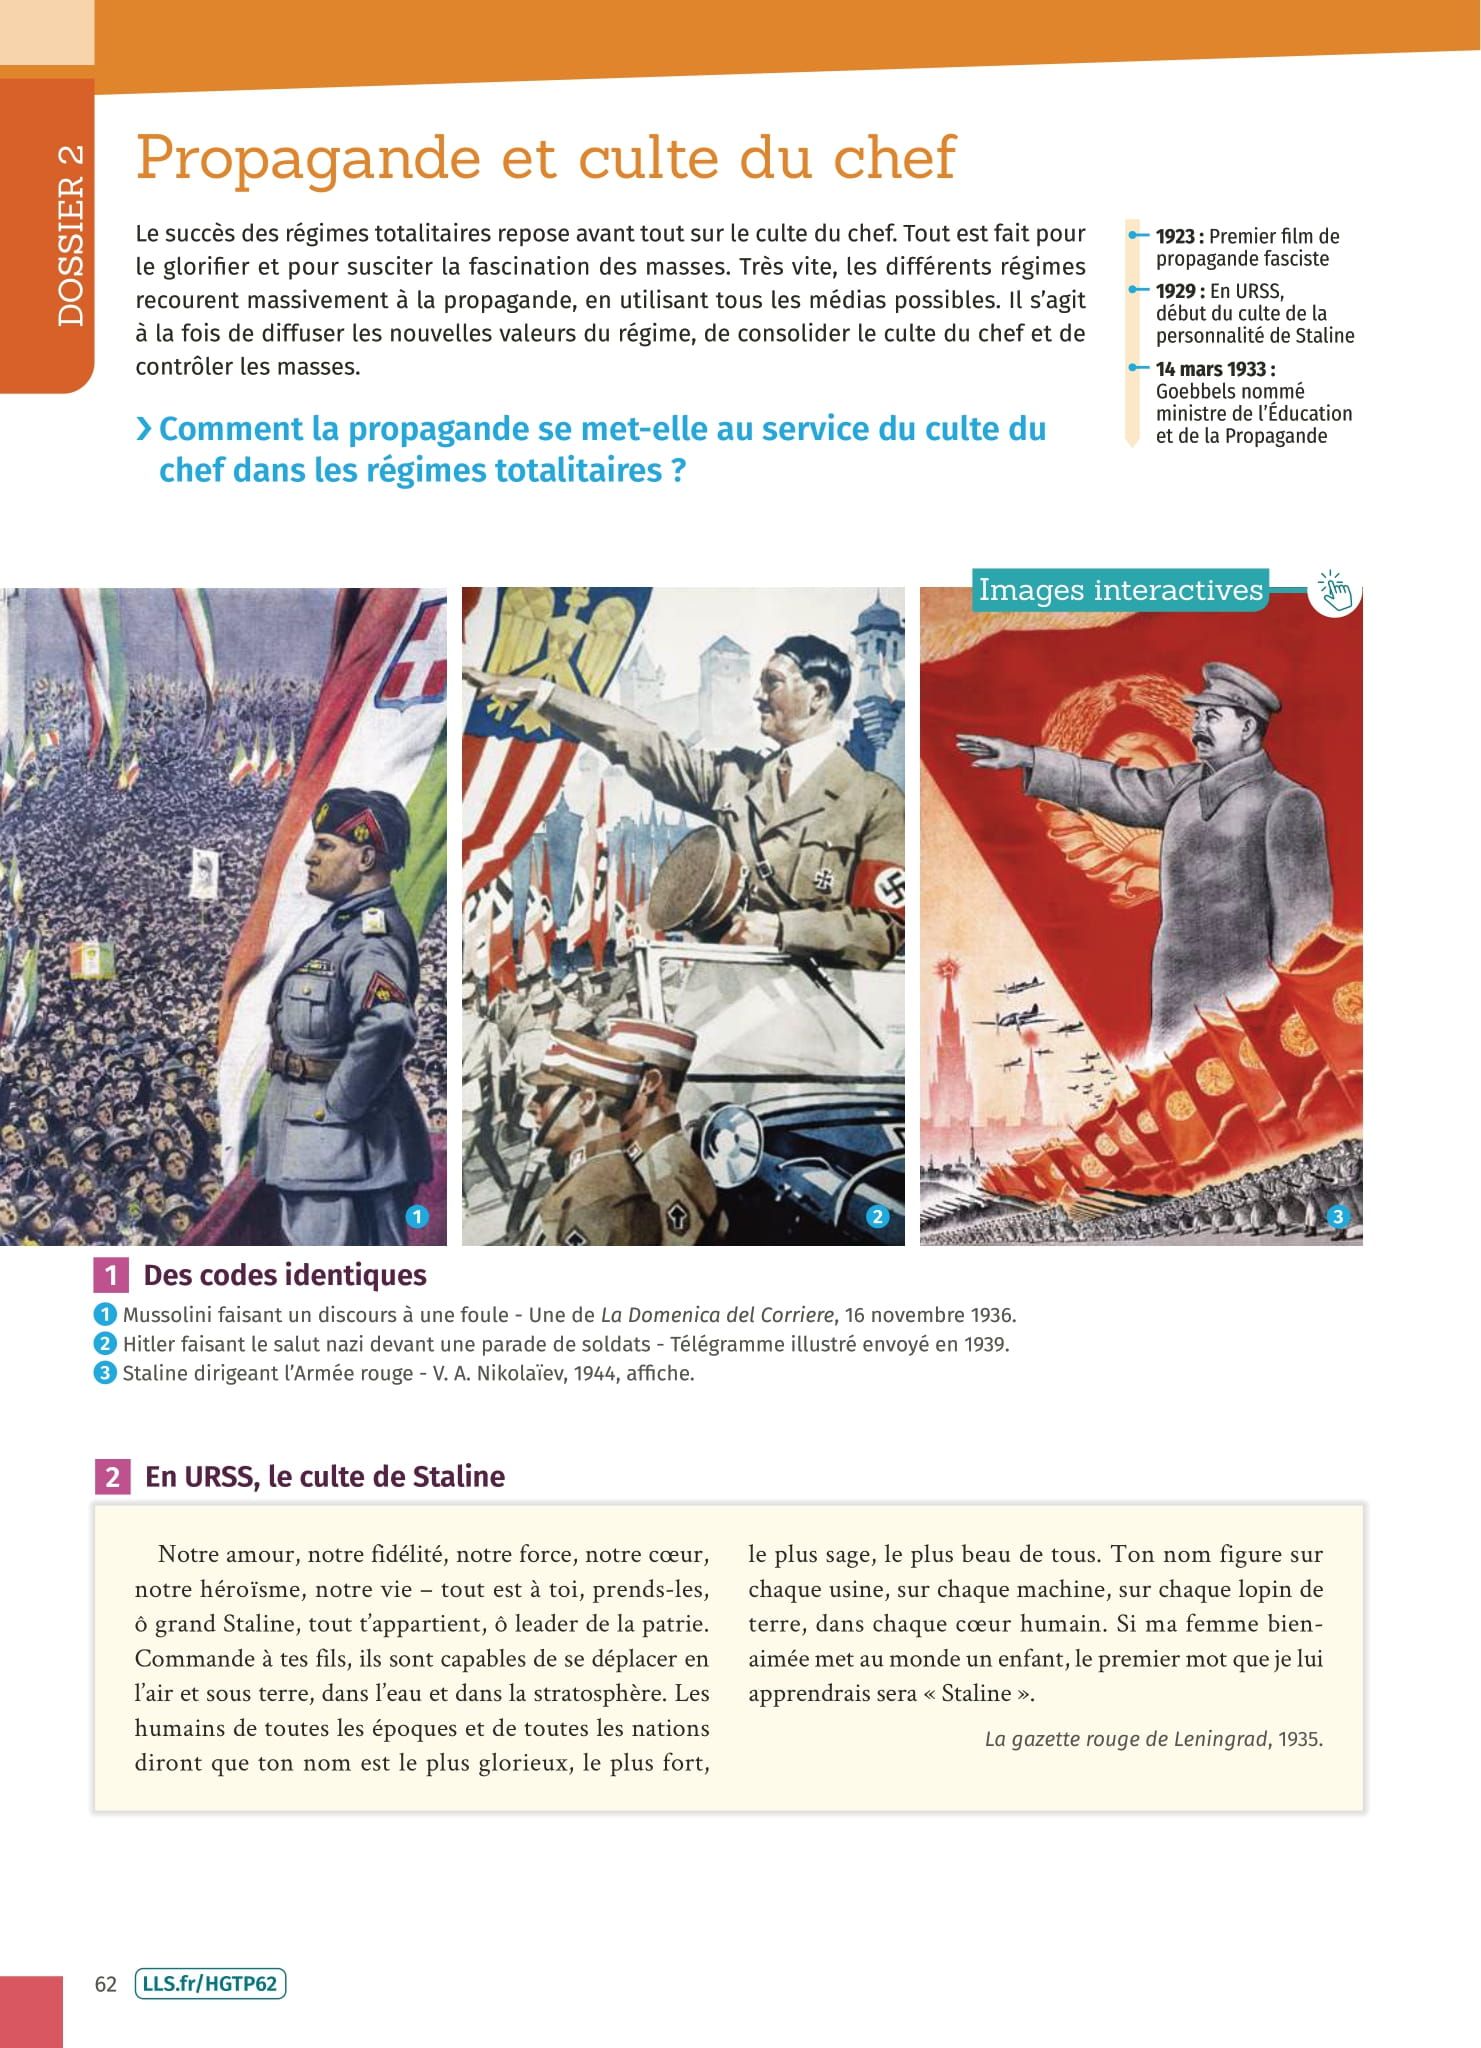 DOSSIER 2
Propagande et culte du chef
Le succès des régimes totalitaires repose avant tout sur le culte du chef. Tout est fait pour
le glorifier et pour susciter la fascination des masses. Très vite, les différents régimes
recourent massivement à la propagande, en utilisant tous les médias possibles. Il s’agit
à la fois de diffuser les nouvelles valeurs du régime, de consolider le culte du chef et de
contrôler les masses.
› Comment la propagande se met-elle au service du culte du
chef dans les régimes totalitaires ?
1923 : Premier film de
propagande fasciste
1929 : En URSS,
début du culte de la
personnalité de Staline
14 mars 1933 :
Goebbels nommé
ministre de l’Éducation
et de la Propagande
Images interactives
1
2
3
1 Des codes identiques
1 Mussolini faisant un discours à une foule - Une de La Domenica del Corriere, 16 novembre 1936.
2 Hitler faisant le salut nazi devant une parade de soldats - Télégramme illustré envoyé en 1939.
3 Staline dirigeant l’Armée rouge - V. A. Nikolaïev, 1944, affiche.
2 En URSS, le culte de Staline
Notre amour, notre fidélité, notre force, notre cœur,
notre héroïsme, notre vie – tout est à toi, prends-les,
ô grand Staline, tout t’appartient, ô leader de la patrie.
Commande à tes fils, ils sont capables de se déplacer en
l’air et sous terre, dans l’eau et dans la stratosphère. Les
humains de toutes les époques et de toutes les nations
diront que ton nom est le plus glorieux, le plus fort,
le plus sage, le plus beau de tous. Ton nom figure sur
chaque usine, sur chaque machine, sur chaque lopin de
terre, dans chaque cœur humain. Si ma femme bien-
aimée met au monde un enfant, le premier mot que je lui
apprendrais sera « Staline ».
La gazette rouge de Leningrad, 1935.
62 LLS.fr/HGTP62